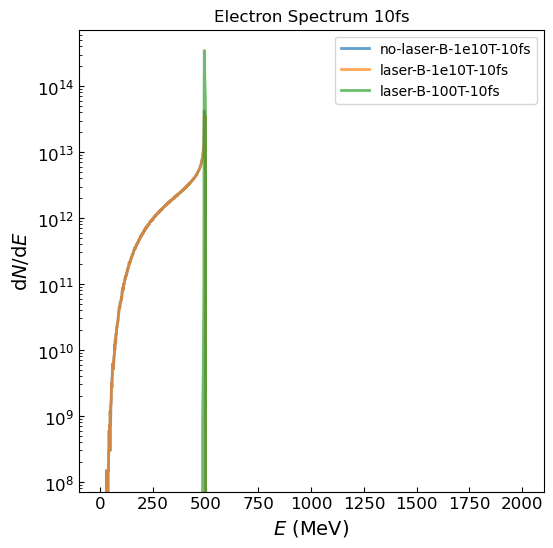 Electron Spectrum 10fs
no-laser-B-1e10T-10fs
laser-B-1e10T-10fs
laser-B-100T-10fs
dN/dE
10^14
10^13
10^12
10^11
10^10
10^9
10^8
0 250 500 750 1000 1250 1500 1750 2000
E (MeV)